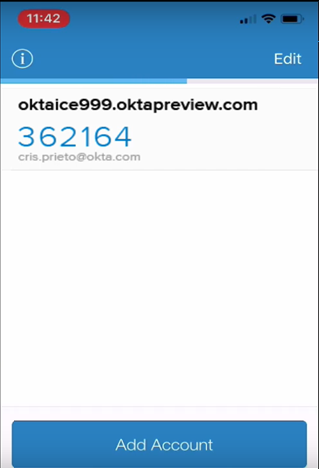 11:42
Edit
oktaice999.oktapreview.com
362164
cris.prieto@okta.com
Add Account